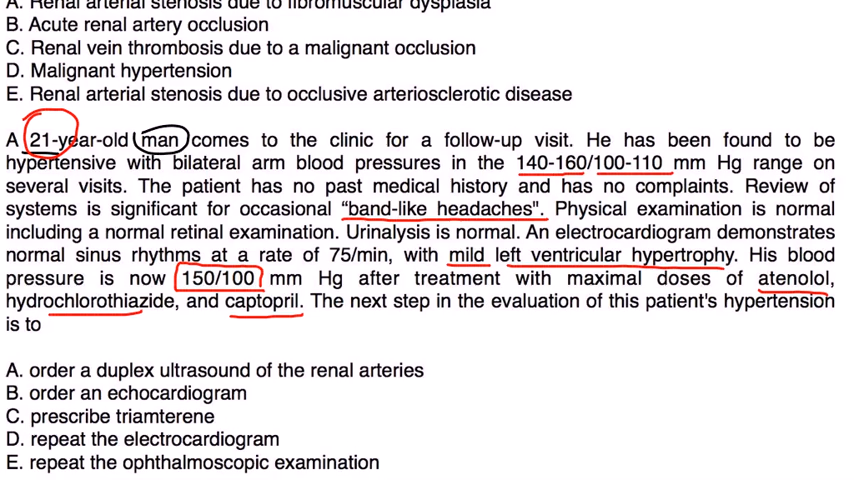 A. Renal arterial stenosis due to fibromuscular dysplasia
B. Acute renal artery occlusion
C. Renal vein thrombosis due to a malignant occlusion
D. Malignant hypertension
E. Renal arterial stenosis due to occlusive arteriosclerotic disease
A 21-year-old man comes to the clinic for a follow-up visit. He has been found to be
hypertensive with bilateral arm blood pressures in the 140-160/100-110 mm Hg range on
several visits. The patient has no past medical history and has no complaints. Review of
systems is significant for occasional “band-like headaches". Physical examination is normal
including a normal retinal examination. Urinalysis is normal. An electrocardiogram demonstrates
normal sinus rhythms at a rate of 75/min, with mild left ventricular hypertrophy. His blood
pressure is now 150/100 mm Hg after treatment with maximal doses of atenolol,
hydrochlorothiazide, and captopril. The next step in the evaluation of this patient's hypertension
is to
A. order a duplex ultrasound of the renal arteries
B. order an echocardiogram
C. prescribe triamterene
D. repeat the electrocardiogram
E. repeat the ophthalmoscopic examination